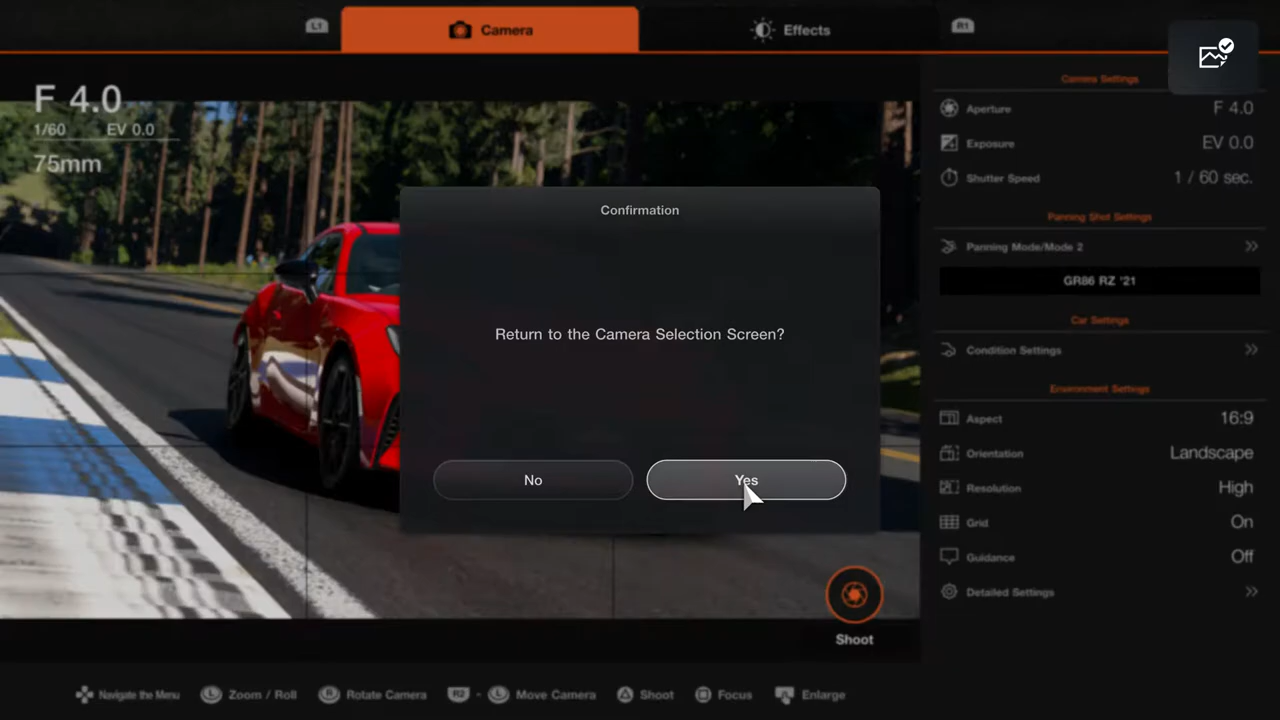 L1
Camera
Effects
R1
F 4.0
1/60 EV 0.0
75mm
Camera Settings
Aperture F 4.0
Exposure EV 0.0
Shutter Speed 1 / 60 sec.
Panning Shot Settings
Panning Mode/Mode 2
GR86 RZ '21
Car Settings
Condition Settings
Environment Settings
Aspect 16:9
Orientation Landscape
Resolution High
Grid On
Guidance Off
Detailed Settings
Confirmation
Return to the Camera Selection Screen?
No
Yes
Shoot
Navigate the Menu L Zoom / Roll R Rotate Camera R2 - L Move Camera Shoot Focus Enlarge